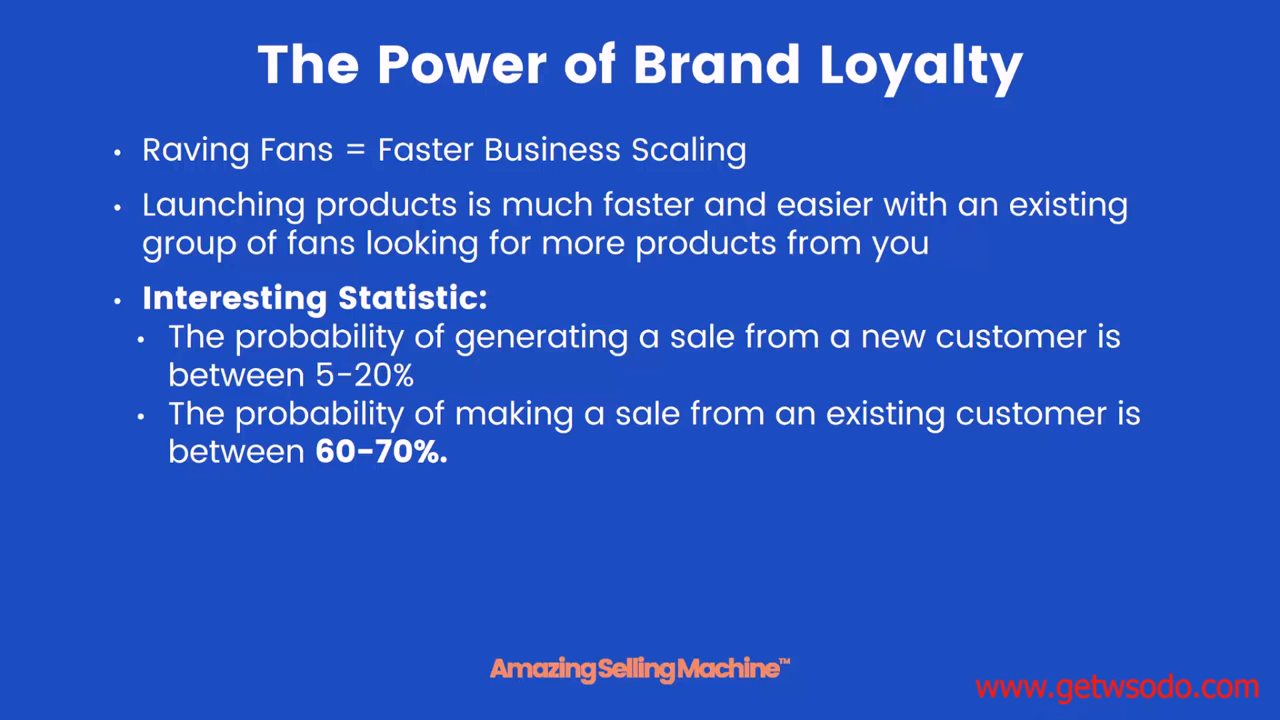 The Power of Brand Loyalty
• Raving Fans = Faster Business Scaling
• Launching products is much faster and easier with an existing
group of fans looking for more products from you
• Interesting Statistic:
• The probability of generating a sale from a new customer is
between 5-20%
• The probability of making a sale from an existing customer is
between 60-70%.
Amazing Selling Machine™
www.getwsodo.com